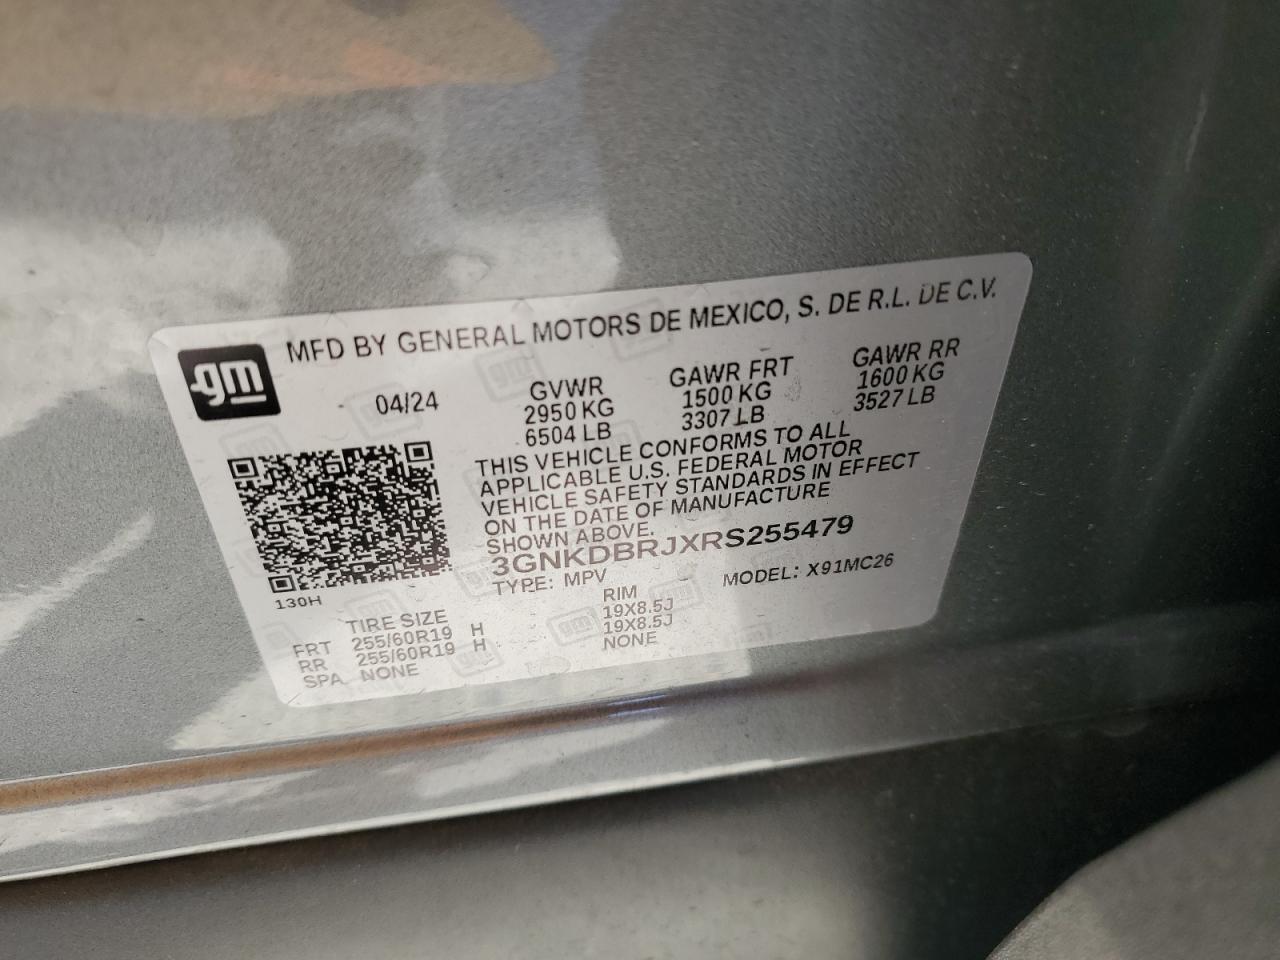 MFD BY GENERAL MOTORS DE MEXICO, S. DE R.L. DE C.V.
gm
04/24
GVWR GAWR FRT GAWR RR
2950 KG 1500 KG 1600 KG
6504 LB 3307 LB 3527 LB
THIS VEHICLE CONFORMS TO ALL
APPLICABLE U.S. FEDERAL MOTOR
VEHICLE SAFETY STANDARDS IN EFFECT
ON THE DATE OF MANUFACTURE
SHOWN ABOVE.
3GNKDBRJXRS255479
TYPE: MPV MODEL: X91MC26
130H
TIRE SIZE RIM
FRT 255/60R19 H 19X8.5J
RR 255/60R19 H 19X8.5J
SPA NONE NONE